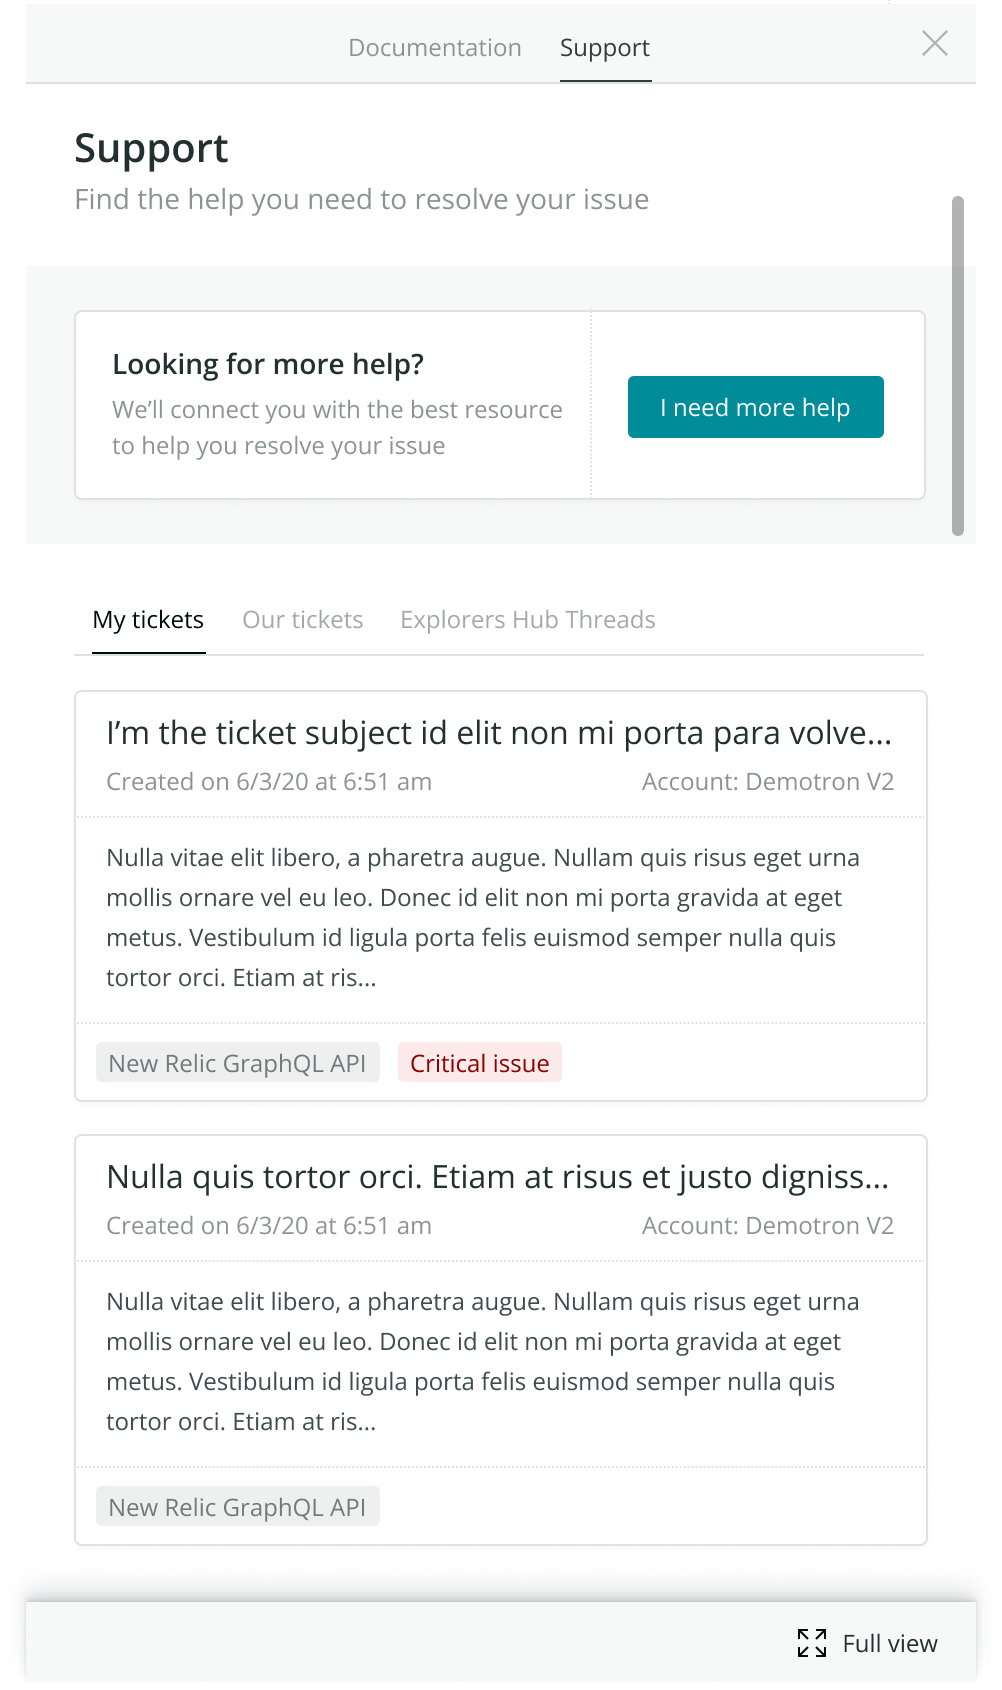 Documentation Support
Support
Find the help you need to resolve your issue
Looking for more help?
We’ll connect you with the best resource
to help you resolve your issue
I need more help
My tickets Our tickets Explorers Hub Threads
I’m the ticket subject id elit non mi porta para volve...
Created on 6/3/20 at 6:51 am Account: Demotron V2
Nulla vitae elit libero, a pharetra augue. Nullam quis risus eget urna
mollis ornare vel eu leo. Donec id elit non mi porta gravida at eget
metus. Vestibulum id ligula porta felis euismod semper nulla quis
tortor orci. Etiam at ris...
New Relic GraphQL API Critical issue
Nulla quis tortor orci. Etiam at risus et justo digniss...
Created on 6/3/20 at 6:51 am Account: Demotron V2
Nulla vitae elit libero, a pharetra augue. Nullam quis risus eget urna
mollis ornare vel eu leo. Donec id elit non mi porta gravida at eget
metus. Vestibulum id ligula porta felis euismod semper nulla quis
tortor orci. Etiam at ris...
New Relic GraphQL API
Full view